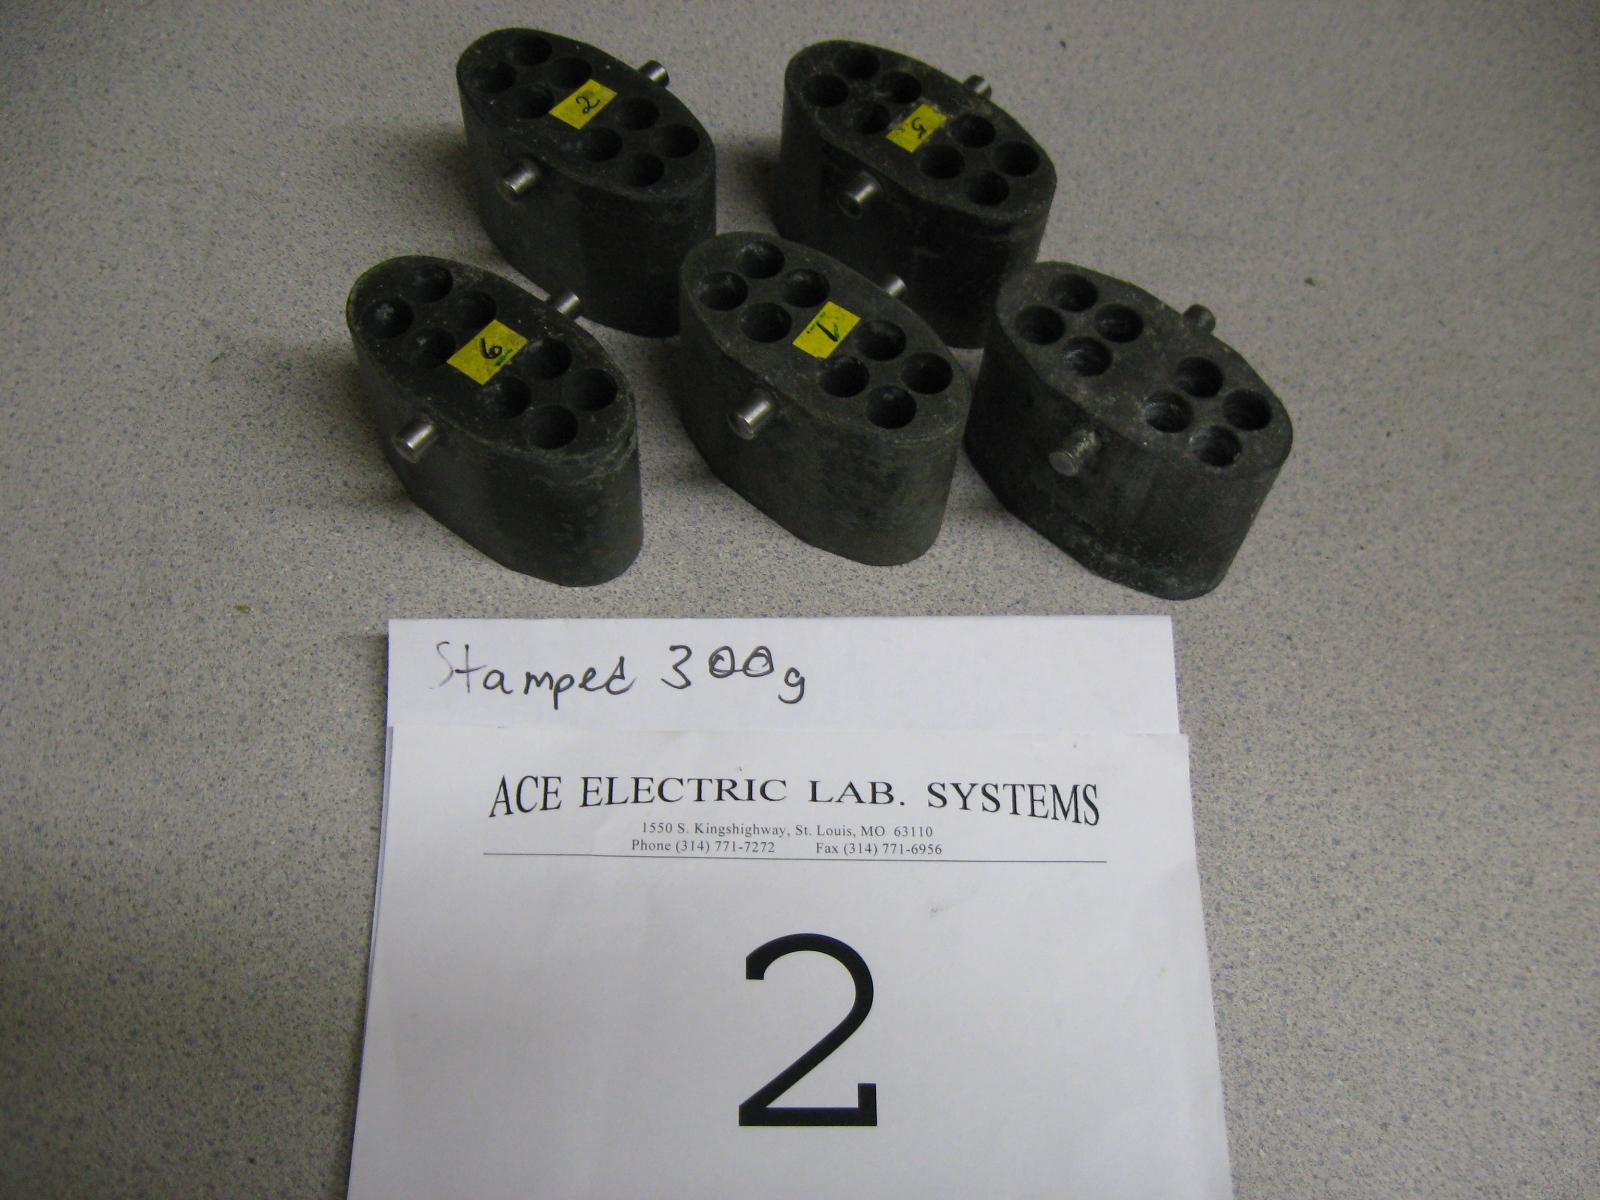 2
5
6
1
Stamped 300g
ACE ELECTRIC LAB. SYSTEMS
1550 S. Kingshighway, St. Louis, MO 63110
Phone (314) 771-7272 Fax (314) 771-6956
2